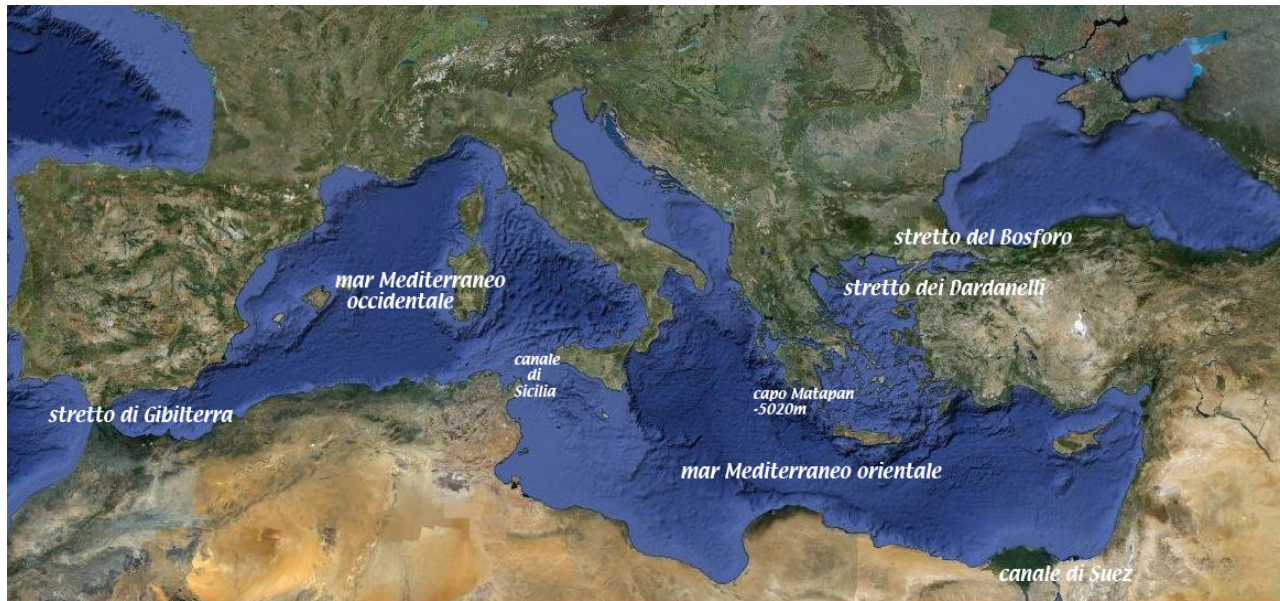 stretto del Bosforo
mar Mediterraneo
occidentale
stretto dei Dardanelli
canale
di
Sicilia
capo Matapan
-5020m
stretto di Gibilterra
mar Mediterraneo orientale
canale di Suez